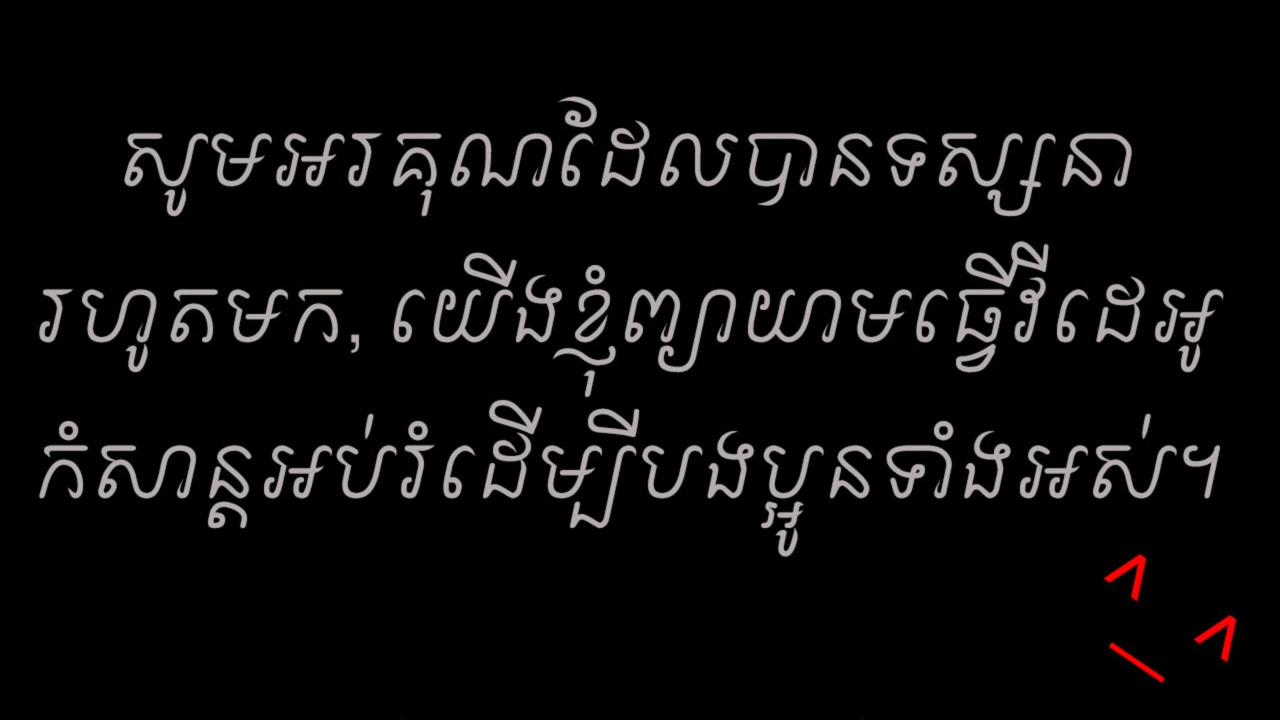 សូមអរគុណដែលបានទស្សនា
រហូតមក, យើងខ្ញុំព្យាយាមធ្វើវីដេអូ
កំសាន្តអប់រំដើម្បីបងប្អូនទាំងអស់។
^_^